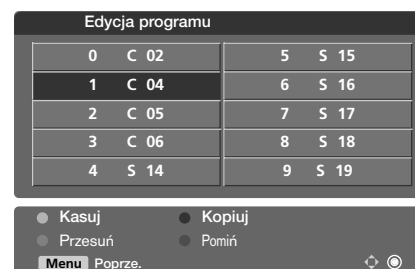 Edycja programu
0 C 02 5 S 15
1 C 04 6 S 16
2 C 05 7 S 17
3 C 06 8 S 18
4 S 14 9 S 19
Kasuj Kopiuj
Przesuń Pomiń
Menu Poprze.